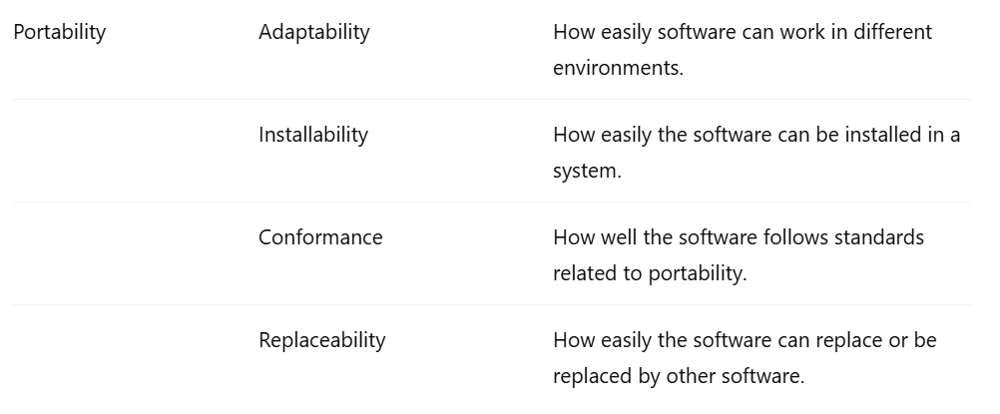 Portability Adaptability How easily software can work in different
environments.
Installability How easily the software can be installed in a
system.
Conformance How well the software follows standards
related to portability.
Replaceability How easily the software can replace or be
replaced by other software.